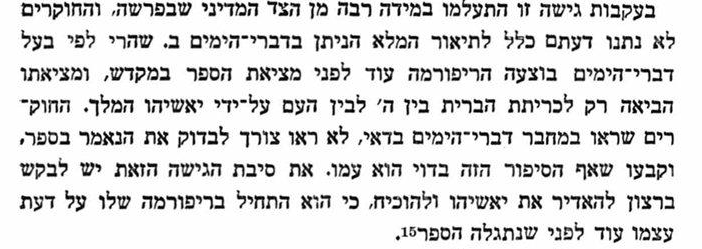 בעקבות גישה זו התעלמו במידה רבה מן הצד המדיני שבפרשה, והחוקרים
לא נתנו דעתם כלל לתיאור המלא הניתן בדברי־הימים ב. שהרי לפי בעל
דברי־הימים בוצעה הריפורמה עוד לפני מציאת הספר במקדש, ומציאתו
הביאה רק לכריתת הברית בין ה׳ לבין העם על־ידי יאשיהו המלך. החוק־
רים שראו במחבר דברי־הימים בדאי, לא ראו צורך לבדוק את הנאמר בספר,
וקבעו שאף הסיפור הזה בדוי הוא עמו. את סיבת הגישה הזאת יש לבקש
ברצון להאדיר את יאשיהו ולהוכיח, כי הוא התחיל בריפורמה שלו על דעת
עצמו עוד לפני שנתגלה הספר15.